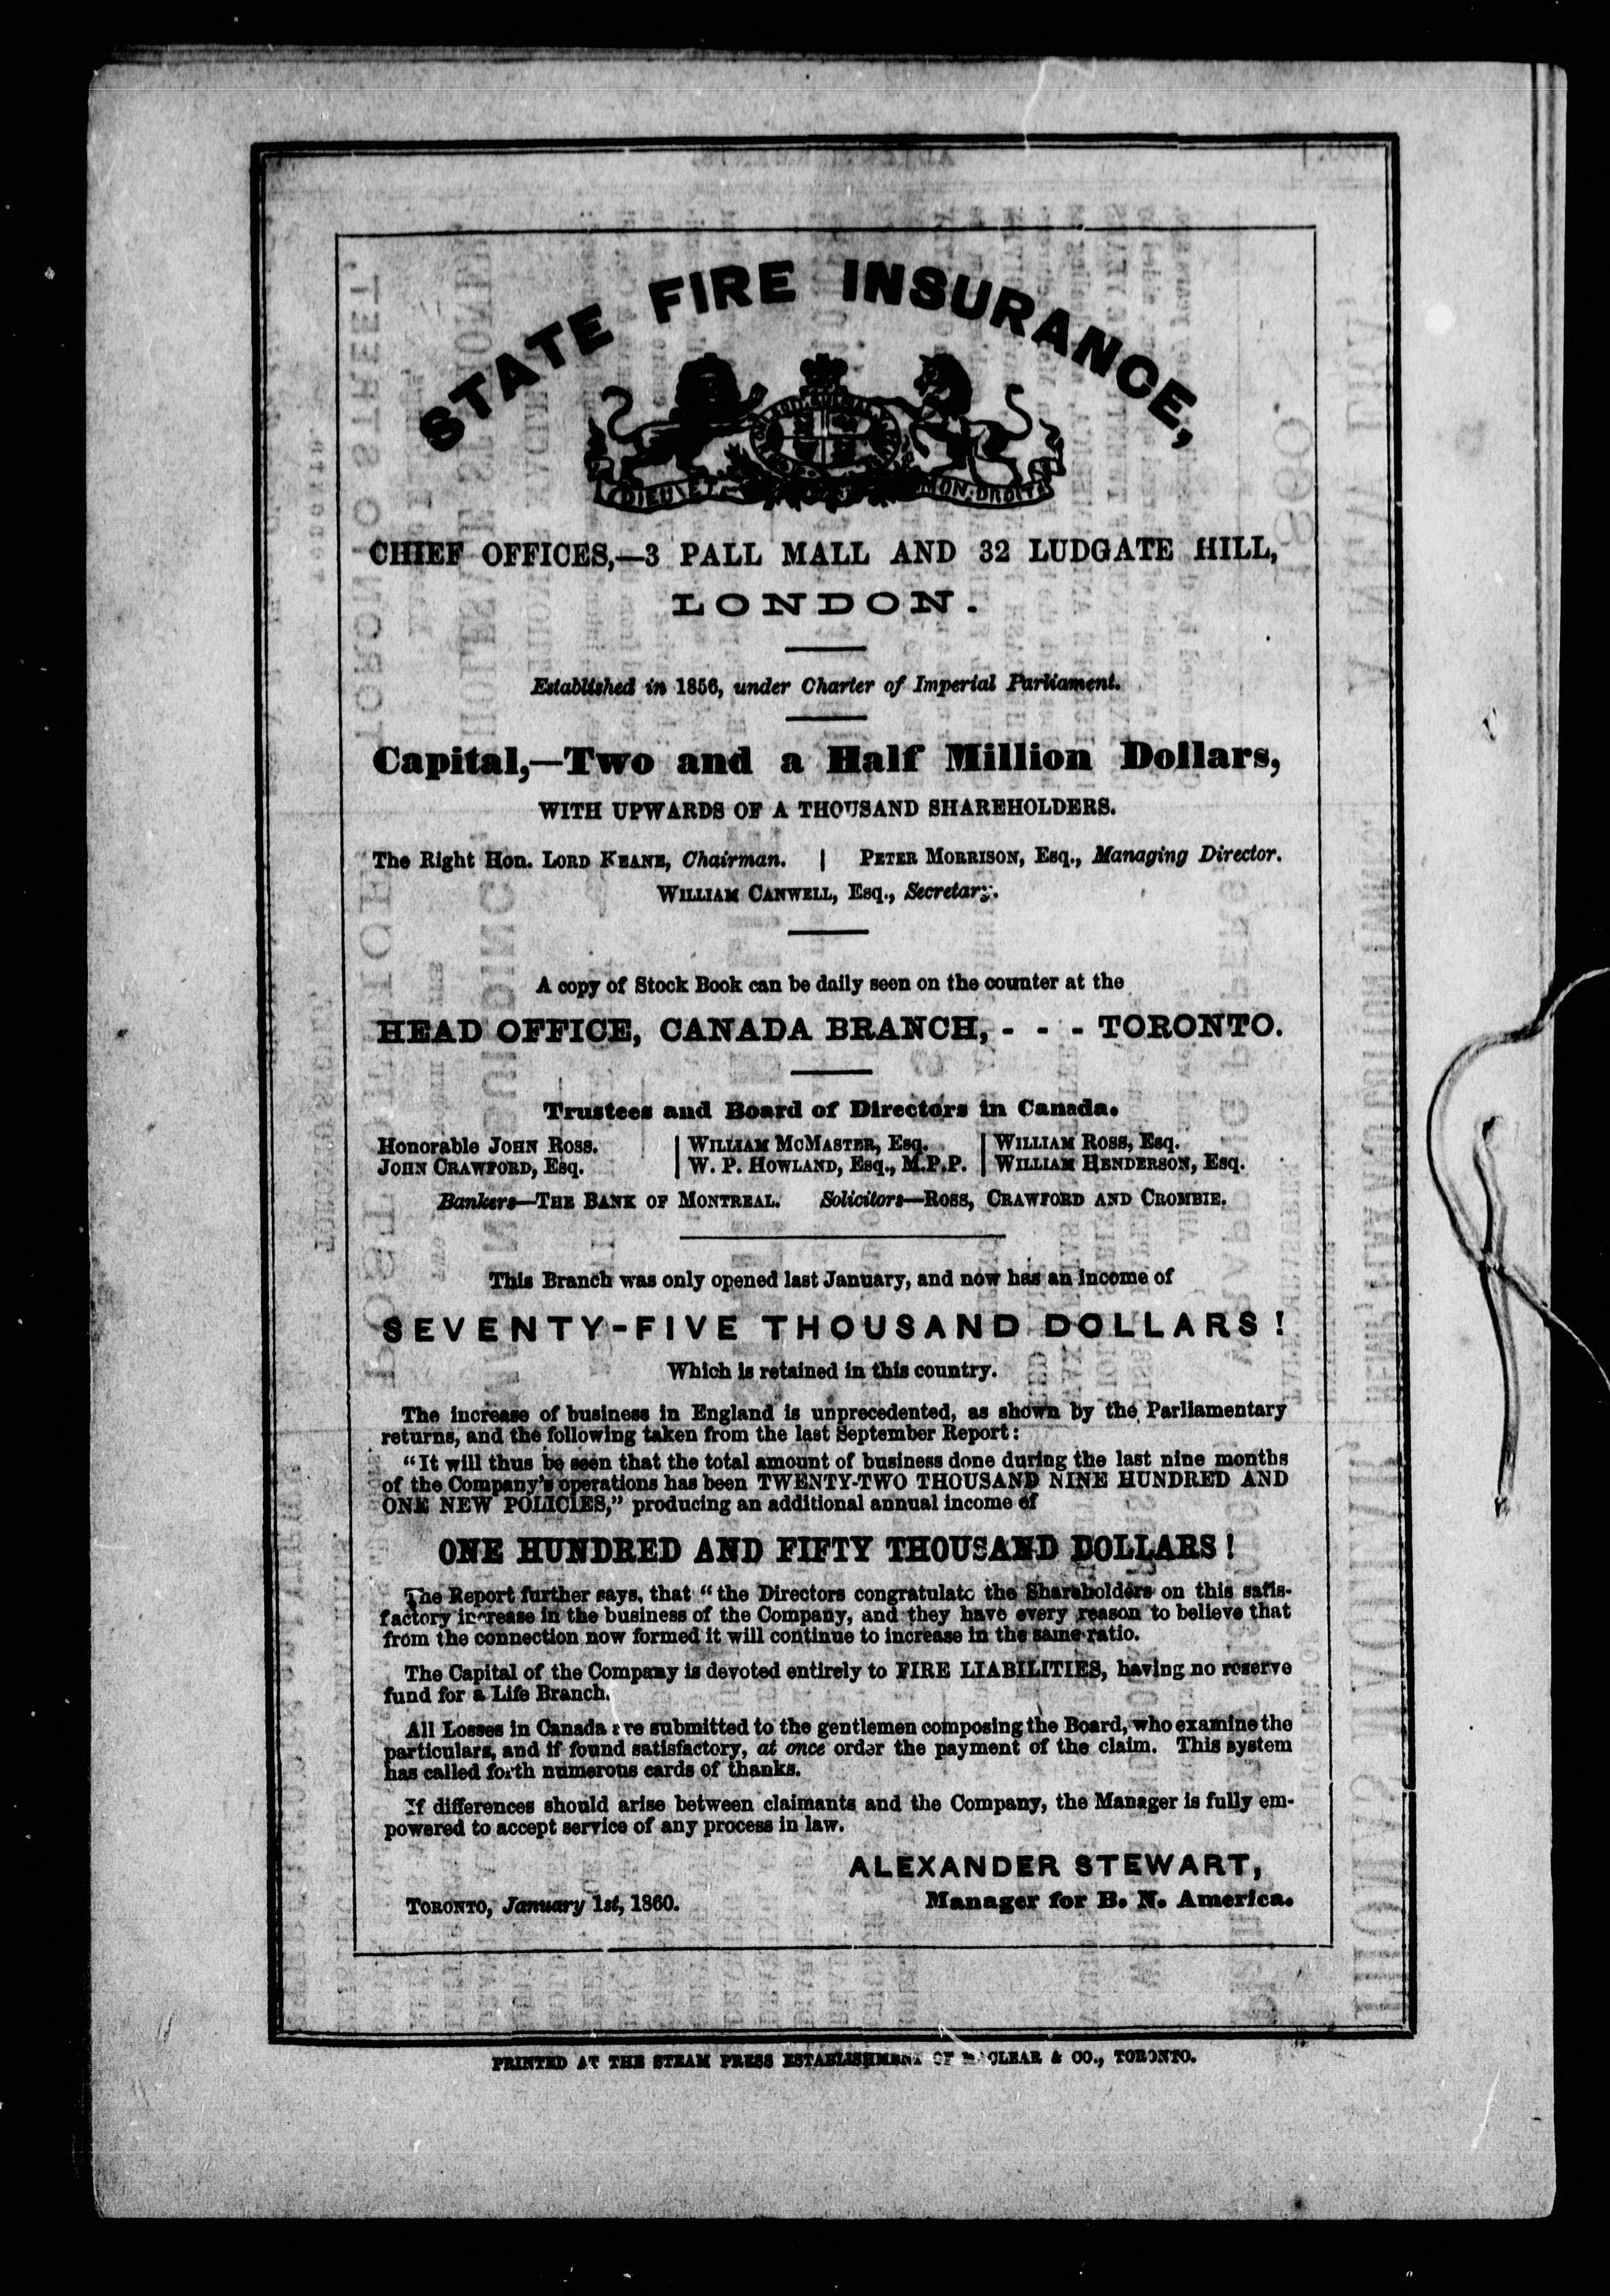 STATE FIRE INSURANCE,
DIEU ET MON DROIT
CHIEF OFFICES,—3 PALL MALL AND 32 LUDGATE HILL,
LONDON.
Established in 1856, under Charter of Imperial Parliament.
Capital,—Two and a Half Million Dollars,
WITH UPWARDS OF A THOUSAND SHAREHOLDERS.
The Right Hon. LORD KEANE, Chairman. | PETER MORRISON, Esq., Managing Director.
WILLIAM CANWELL, Esq., Secretary.
A copy of Stock Book can be daily seen on the counter at the
HEAD OFFICE, CANADA BRANCH, - - - TORONTO.
Trustees and Board of Directors in Canada.
Honorable JOHN ROSS. | WILLIAM MCMASTER, Esq. | WILLIAM ROSS, Esq.
JOHN CRAWFORD, Esq. | W. P. HOWLAND, Esq., M.P.P. | WILLIAM HENDERSON, Esq.
Bankers—THE BANK OF MONTREAL. Solicitors—ROSS, CRAWFORD AND CROMBIE.
This Branch was only opened last January, and now has an income of
SEVENTY-FIVE THOUSAND DOLLARS!
Which is retained in this country.
The increase of business in England is unprecedented, as shown by the Parliamentary
returns, and the following taken from the last September Report:
"It will thus be seen that the total amount of business done during the last nine months
of the Company's operations has been TWENTY-TWO THOUSAND NINE HUNDRED AND
ONE NEW POLICIES," producing an additional annual income of
ONE HUNDRED AND FIFTY THOUSAND DOLLARS!
The Report further says, that "the Directors congratulate the Shareholders on this satis-
factory increase in the business of the Company, and they have every reason to believe that
from the connection now formed it will continue to increase in the same ratio.
The Capital of the Company is devoted entirely to FIRE LIABILITIES, having no reserve
fund for a Life Branch.
All Losses in Canada are submitted to the gentlemen composing the Board, who examine the
particulars, and if found satisfactory, at once order the payment of the claim. This system
has called forth numerous cards of thanks.
If differences should arise between claimants and the Company, the Manager is fully em-
powered to accept service of any process in law.
ALEXANDER STEWART,
TORONTO, January 1st, 1860. Manager for B. N. America.
PRINTED AT THE STEAM PRESS ESTABLISHMENT OF MACLEAR & CO., TORONTO.